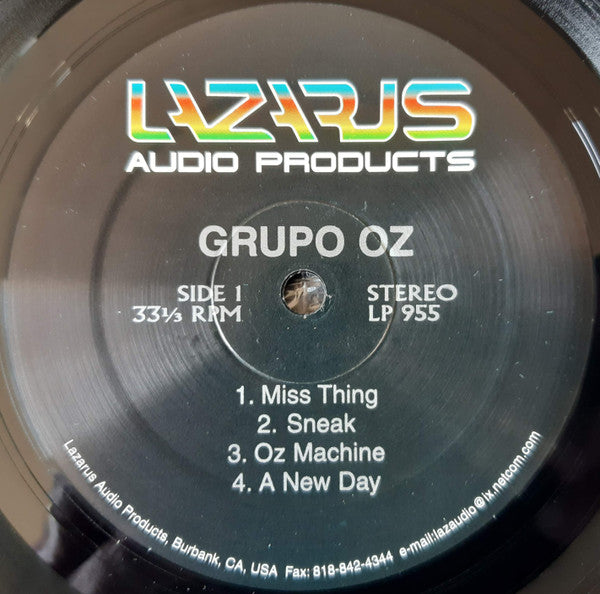 LAZARUS
AUDIO PRODUCTS
GRUPO OZ
SIDE 1
33⅓ RPM
STEREO
LP 955
1. Miss Thing
2. Sneak
3. Oz Machine
4. A New Day
Lazarus Audio Products, Burbank, CA, USA Fax: 818-842-4344 e-mail:lazaudio@ix.netcom.com